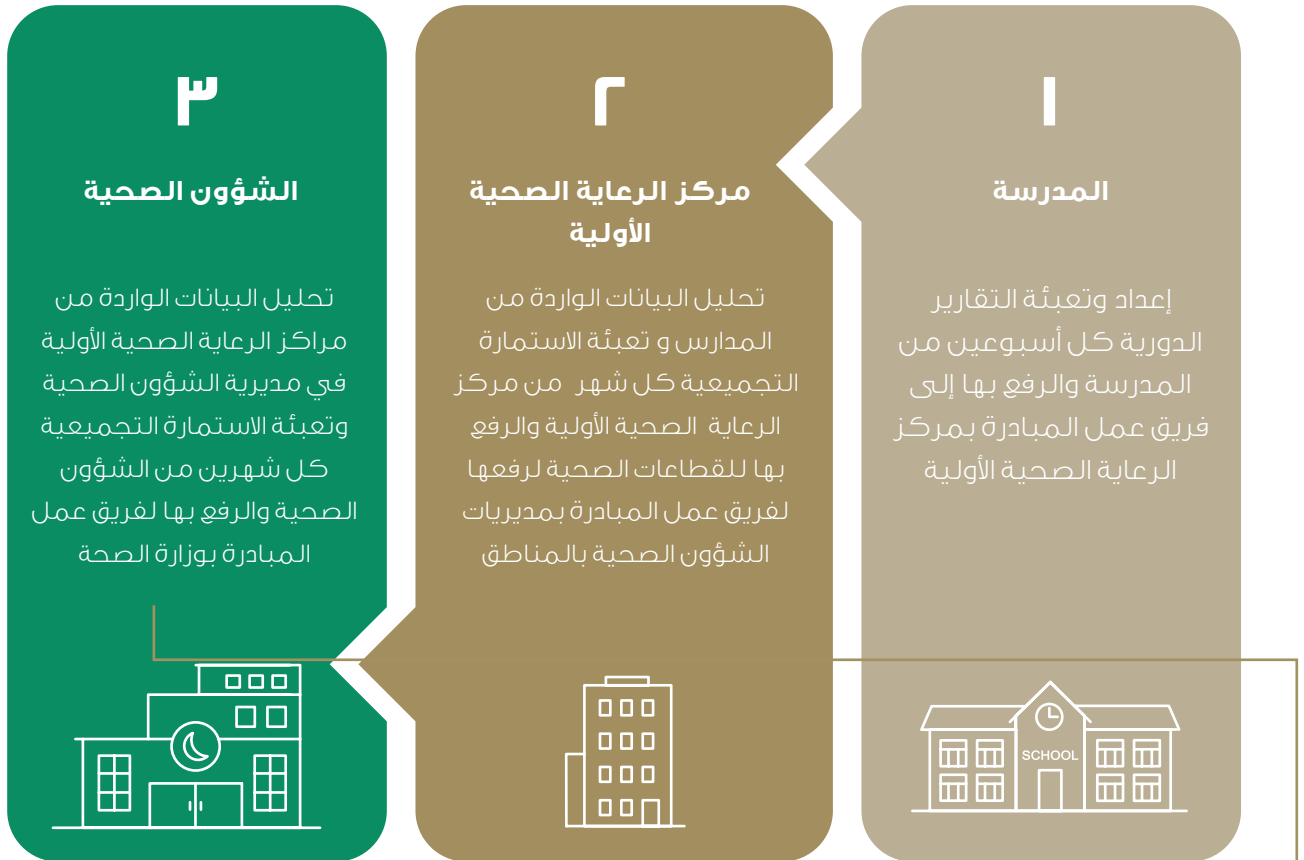 ١
المدرسة
إعداد وتعبئة التقارير
الدورية كل أسبوعين من
المدرسة والرفع بها إلى
فريق عمل المبادرة بمركز
الرعاية الصحية الأولية
SCHOOL
٢
مركز الرعاية الصحية
الأولية
تحليل البيانات الواردة من
المدارس و تعبئة الاستمارة
التجميعية كل شهر من مركز
الرعاية الصحية الأولية والرفع
بها للقطاعات الصحية لرفعها
لفريق عمل المبادرة بمديريات
الشؤون الصحية بالمناطق
٣
الشؤون الصحية
تحليل البيانات الواردة من
مراكز الرعاية الصحية الأولية
في مديرية الشؤون الصحية
وتعبئة الاستمارة التجميعية
كل شهرين من الشؤون
الصحية والرفع بها لفريق عمل
المبادرة بوزارة الصحة